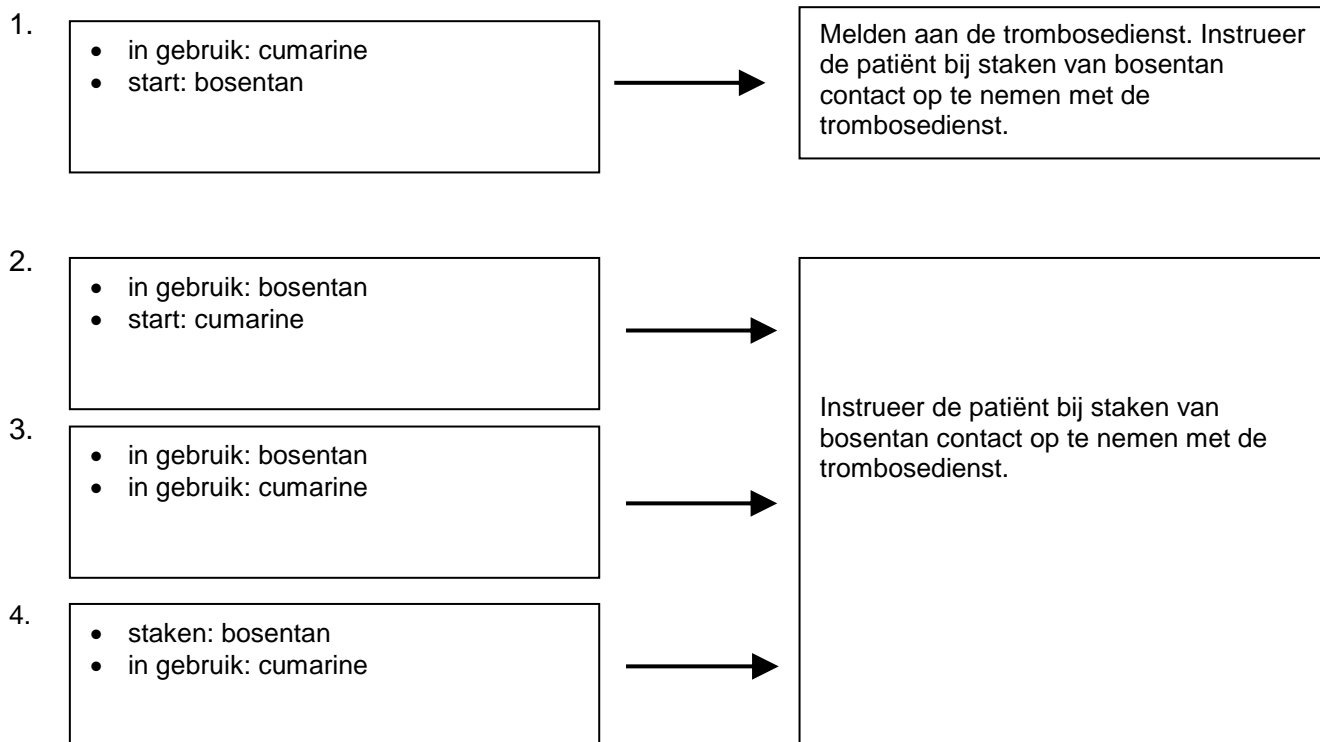 1.
• in gebruik: cumarine
• start: bosentan
Melden aan de trombosedienst. Instrueer
de patiënt bij staken van bosentan
contact op te nemen met de
trombosedienst.
2.
• in gebruik: bosentan
• start: cumarine
3.
• in gebruik: bosentan
• in gebruik: cumarine
4.
• staken: bosentan
• in gebruik: cumarine
Instrueer de patiënt bij staken van
bosentan contact op te nemen met de
trombosedienst.